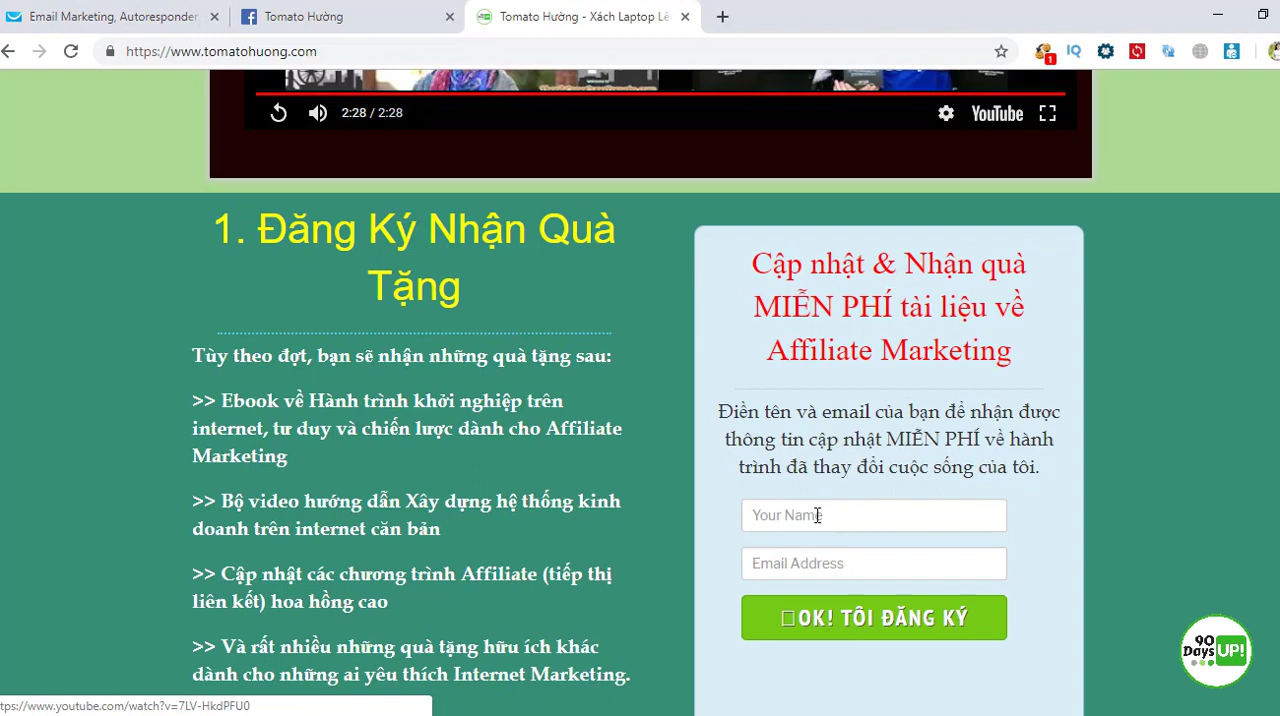 Email Marketing, Autoresponder
Tomato Hường
Tomato Hường - Xách Laptop Lê
https://www.tomatohuong.com
1
2:28 / 2:28
YouTube
1. Đăng Ký Nhận Quà
Tặng
Tùy theo đợt, bạn sẽ nhận những quà tặng sau:
>> Ebook về Hành trình khởi nghiệp trên
internet, tư duy và chiến lược dành cho Affiliate
Marketing
>> Bộ video hướng dẫn Xây dựng hệ thống kinh
doanh trên internet căn bản
>> Cập nhật các chương trình Affiliate (tiếp thị
liên kết) hoa hồng cao
>> Và rất nhiều những quà tặng hữu ích khác
dành cho những ai yêu thích Internet Marketing.
Cập nhật & Nhận quà
MIỄN PHÍ tài liệu về
Affiliate Marketing
Điền tên và email của bạn để nhận được
thông tin cập nhật MIỄN PHÍ về hành
trình đã thay đổi cuộc sống của tôi.
Your Name
Email Address
OK! TÔI ĐĂNG KÝ
90
Days UP!
tps://www.youtube.com/watch?v=7LV-HkdPFU0